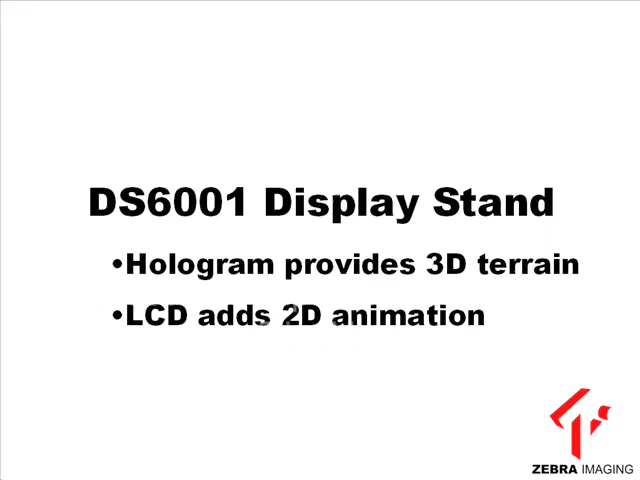 DS6001 Display Stand
•Hologram provides 3D terrain
•LCD adds 2D animation
ZEBRA IMAGING